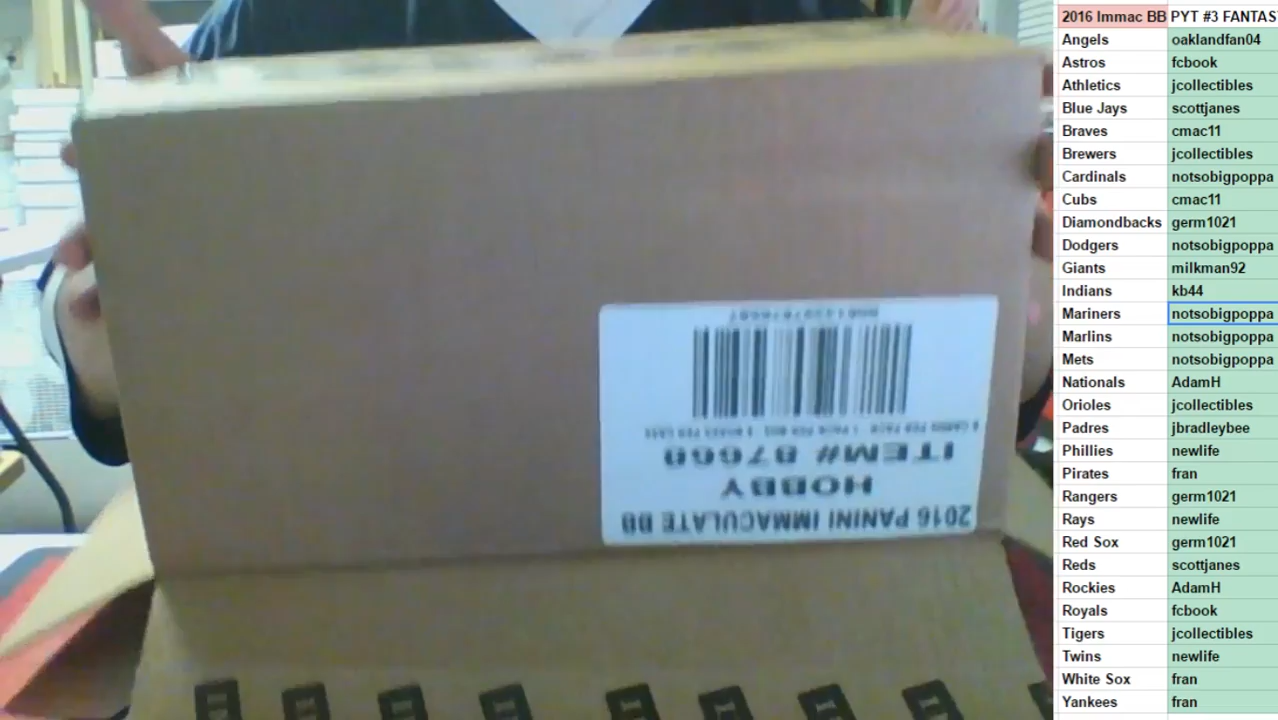 2016 PANINI IMMACULATE BB
HOBBY
ITEM# 87660
2016 Immac BB PYT #3 FANTAS
Angels oaklandfan04
Astros fcbook
Athletics jcollectibles
Blue Jays scottjanes
Braves cmac11
Brewers jcollectibles
Cardinals notsobigpoppa
Cubs cmac11
Diamondbacks germ1021
Dodgers notsobigpoppa
Giants milkman92
Indians kb44
Mariners notsobigpoppa
Marlins notsobigpoppa
Mets notsobigpoppa
Nationals AdamH
Orioles jcollectibles
Padres jbradleybee
Phillies newlife
Pirates fran
Rangers germ1021
Rays newlife
Red Sox germ1021
Reds scottjanes
Rockies AdamH
Royals fcbook
Tigers jcollectibles
Twins newlife
White Sox fran
Yankees fran